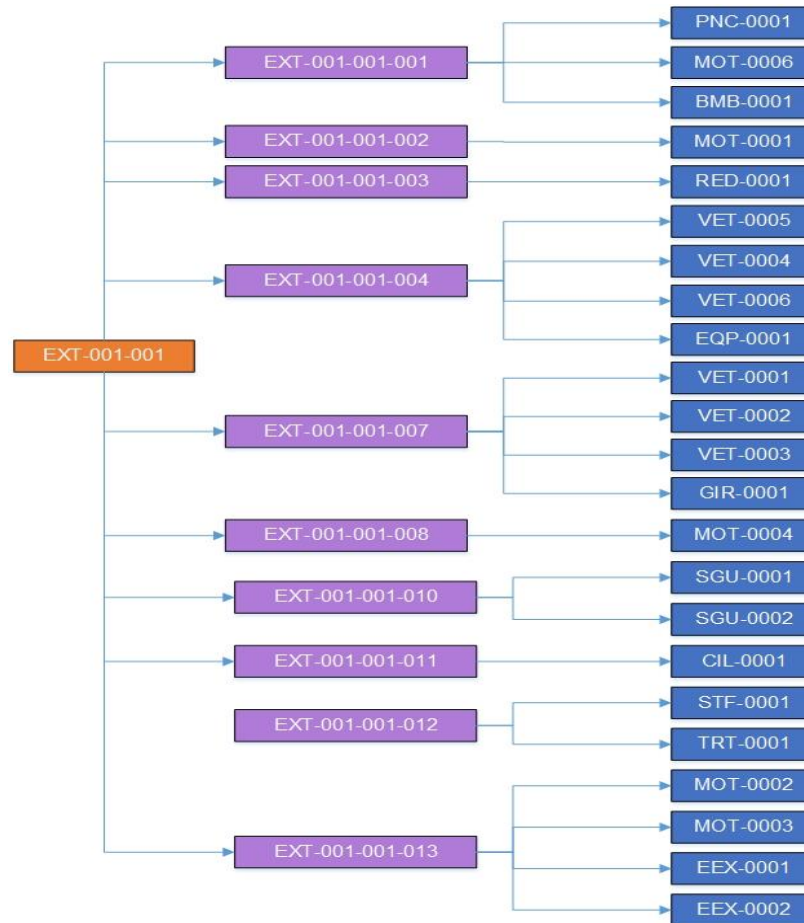 PNC-0001
EXT-001-001-001
MOT-0006
BMB-0001
EXT-001-001-002
MOT-0001
EXT-001-001-003
RED-0001
VET-0005
VET-0004
EXT-001-001-004
VET-0006
EQP-0001
EXT-001-001
VET-0001
VET-0002
EXT-001-001-007
VET-0003
GIR-0001
EXT-001-001-008
MOT-0004
SGU-0001
EXT-001-001-010
SGU-0002
EXT-001-001-011
CIL-0001
STF-0001
EXT-001-001-012
TRT-0001
MOT-0002
MOT-0003
EXT-001-001-013
EEX-0001
EEX-0002